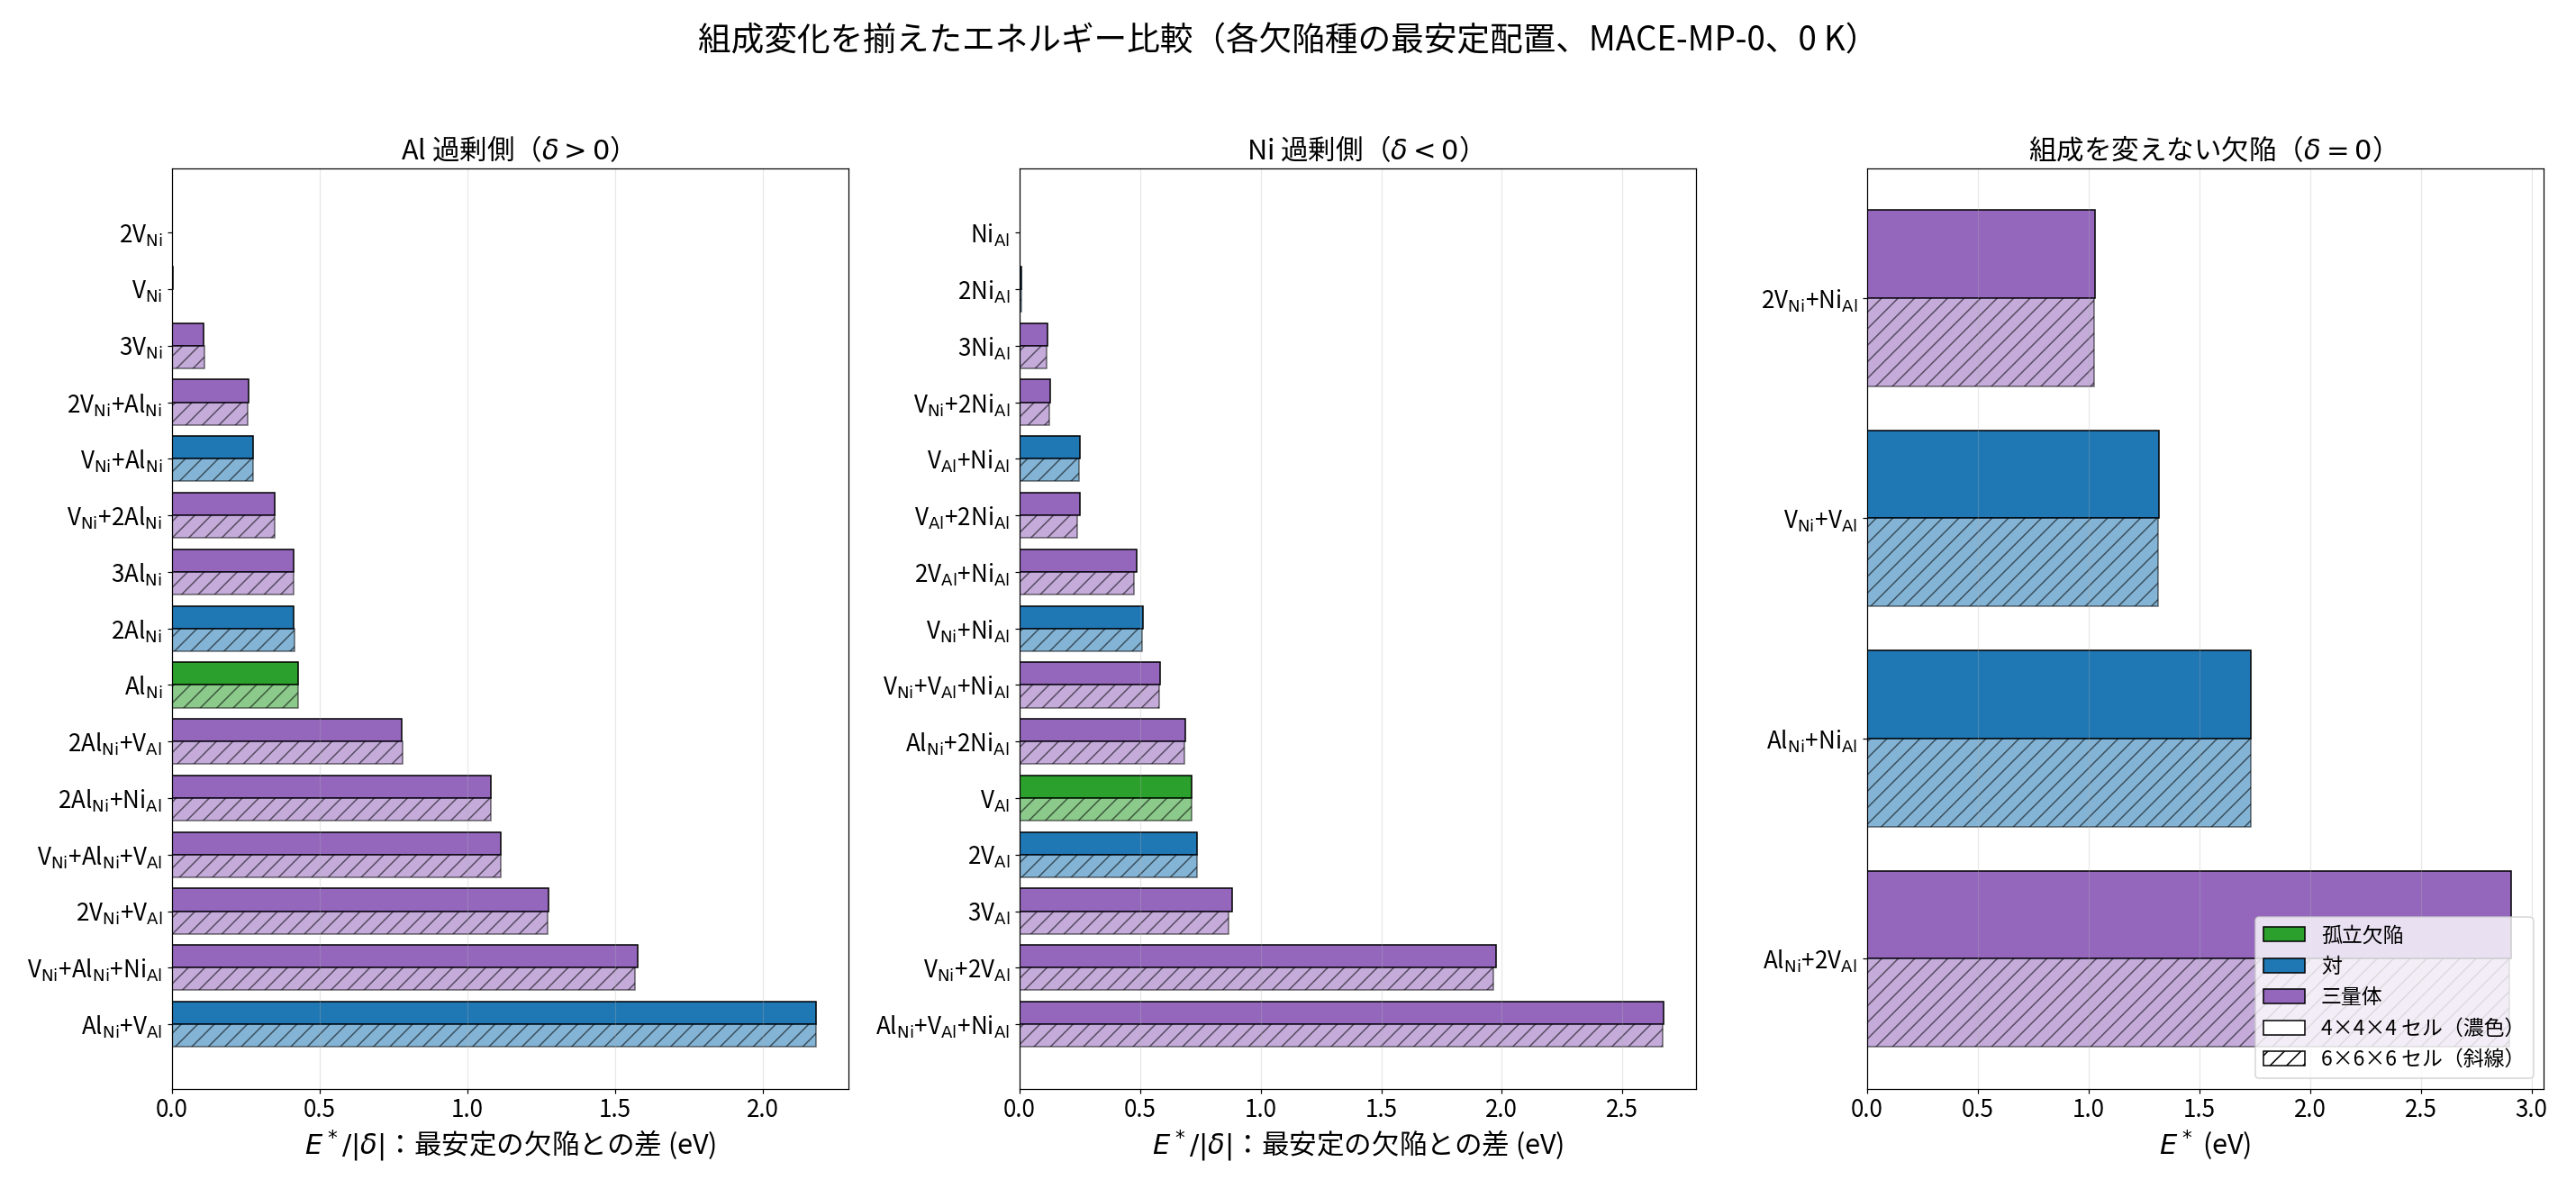 組成変化を揃えたエネルギー比較（各欠陥種の最安定配置、MACE-MP-0、0 K）
Al 過剰側（δ > 0）
2V_Ni
V_Ni
3V_Ni
2V_Ni+Al_Ni
V_Ni+Al_Ni
V_Ni+2Al_Ni
3Al_Ni
2Al_Ni
Al_Ni
2Al_Ni+V_Al
2Al_Ni+Ni_Al
V_Ni+Al_Ni+V_Al
2V_Ni+V_Al
V_Ni+Al_Ni+Ni_Al
Al_Ni+V_Al
0.0 0.5 1.0 1.5 2.0
E*/|δ|：最安定の欠陥との差 (eV)
Ni 過剰側（δ < 0）
Ni_Al
2Ni_Al
3Ni_Al
V_Ni+2Ni_Al
V_Al+Ni_Al
V_Al+2Ni_Al
2V_Al+Ni_Al
V_Ni+Ni_Al
V_Ni+V_Al+Ni_Al
Al_Ni+2Ni_Al
V_Al
2V_Al
3V_Al
V_Ni+2V_Al
Al_Ni+V_Al+Ni_Al
0.0 0.5 1.0 1.5 2.0 2.5
E*/|δ|：最安定の欠陥との差 (eV)
組成を変えない欠陥（δ = 0）
2V_Ni+Ni_Al
V_Ni+V_Al
Al_Ni+Ni_Al
Al_Ni+2V_Al
孤立欠陥
対
三量体
4×4×4 セル（濃色）
6×6×6 セル（斜線）
0.0 0.5 1.0 1.5 2.0 2.5 3.0
E* (eV)